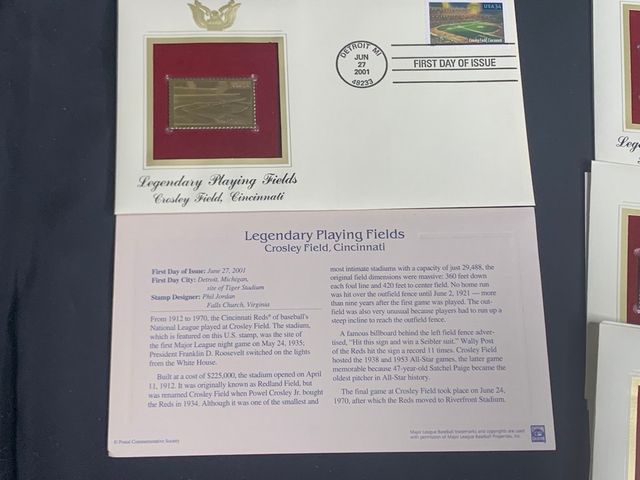 USA 34
Crosley Field, Cincinnati
DETROIT MI
JUN
27
2001
48233
FIRST DAY OF ISSUE
Legendary Playing Fields
Crosley Field, Cincinnati
Legendary Playing Fields
Crosley Field, Cincinnati
First Day of Issue: June 27, 2001
First Day City: Detroit, Michigan,
site of Tiger Stadium
Stamp Designer: Phil Jordan
Falls Church, Virginia
From 1912 to 1970, the Cincinnati Reds® of baseball's
National League played at Crosley Field. The stadium,
which is featured on this U.S. stamp, was the site of
the first Major League night game on May 24, 1935;
President Franklin D. Roosevelt switched on the lights
from the White House.
Built at a cost of $225,000, the stadium opened on April
11, 1912. It was originally known as Redland Field, but
was renamed Crosley Field when Powel Crosley Jr. bought
the Reds in 1934. Although it was one of the smallest and
most intimate stadiums with a capacity of just 29,488, the
original field dimensions were massive: 360 feet down
each foul line and 420 feet to center field. No home run
was hit over the outfield fence until June 2, 1921 — more
than nine years after the first game was played. The out-
field was also very unusual because players had to run up a
steep incline to reach the outfield fence.
A famous billboard behind the left field fence adver-
tised, "Hit this sign and win a Seibler suit." Wally Post
of the Reds hit the sign a record 11 times. Crosley Field
hosted the 1938 and 1953 All-Star games, the latter game
memorable because 47-year-old Satchel Paige became the
oldest pitcher in All-Star history.
The final game at Crosley Field took place on June 24,
1970, after which the Reds moved to Riverfront Stadium.
© Postal Commemorative Society
Major League Baseball trademarks and copyrights are used
with permission of Major League Baseball Properties, Inc.